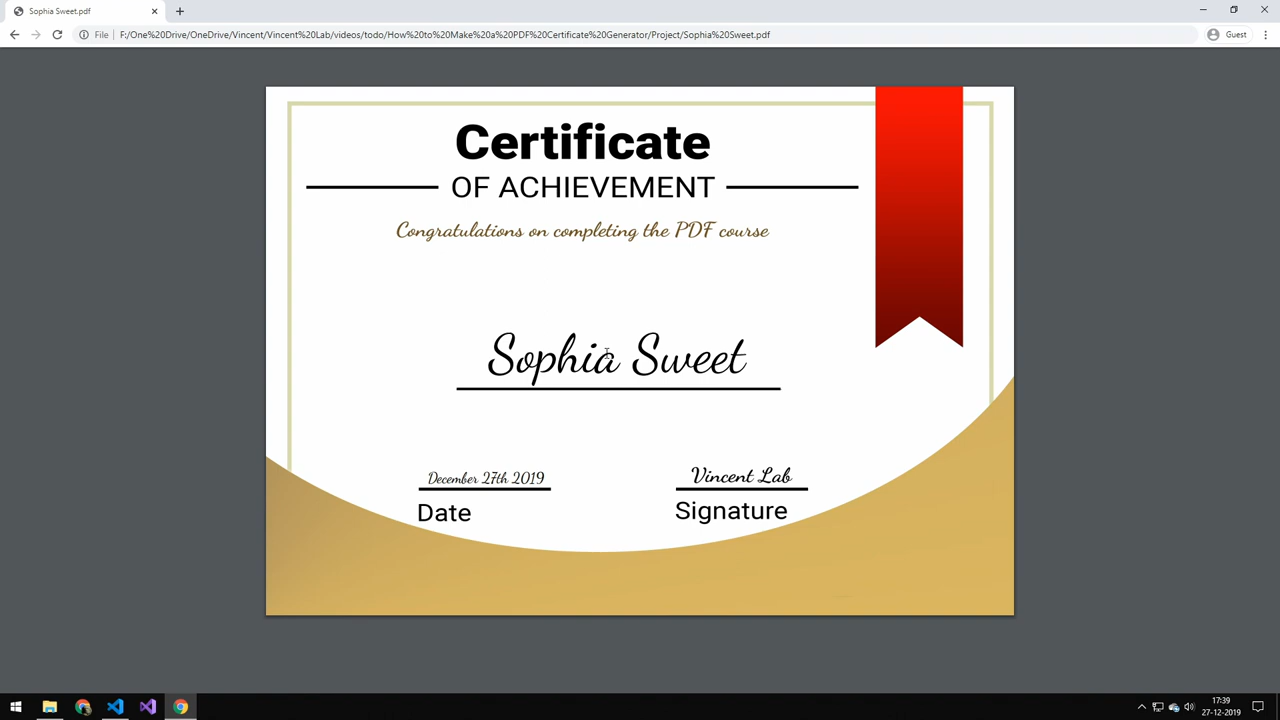 Sophia Sweet.pdf
File F:/One%20Drive/OneDrive/Vincent/Vincent%20Lab/videos/todo/How%20to%20Make%20a%20PDF%20Certificate%20Generator/Project/Sophia%20Sweet.pdf Guest
Certificate
OF ACHIEVEMENT
Congratulations on completing the PDF course
Sophia Sweet
December 27th 2019 Vincent Lab
Date Signature
17:39
27-12-2019